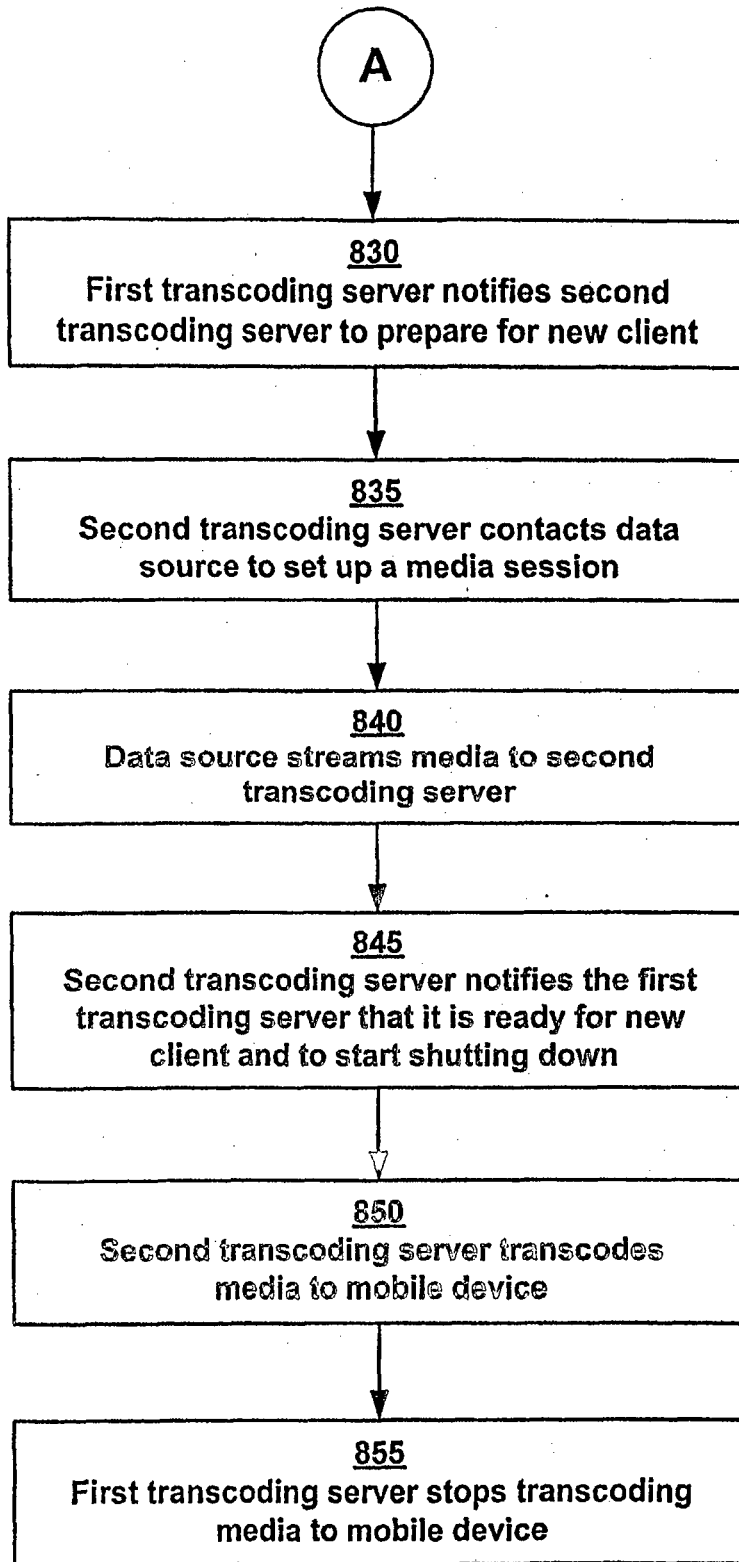 A
830
First transcoding server notifies second
transcoding server to prepare for new client
835
Second transcoding server contacts data
source to set up a media session
840
Data source streams media to second
transcoding server
845
Second transcoding server notifies the first
transcoding server that it is ready for new
client and to start shutting down
850
Second transcoding server transcodes
media to mobile device
855
First transcoding server stops transcoding
media to mobile device